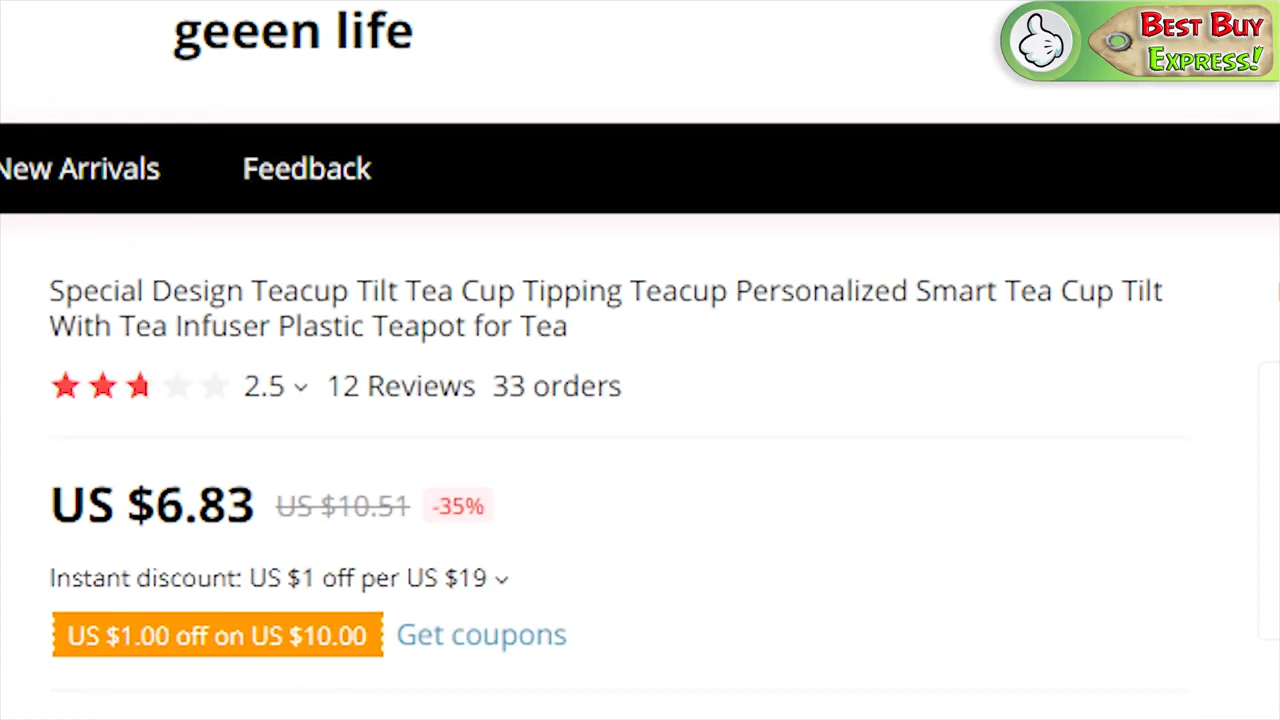 geeen life
BEST BUY
EXPRESS!
New Arrivals Feedback
Special Design Teacup Tilt Tea Cup Tipping Teacup Personalized Smart Tea Cup Tilt
With Tea Infuser Plastic Teapot for Tea
2.5 12 Reviews 33 orders
US $6.83 US $10.51 -35%
Instant discount: US $1 off per US $19
US $1.00 off on US $10.00 Get coupons